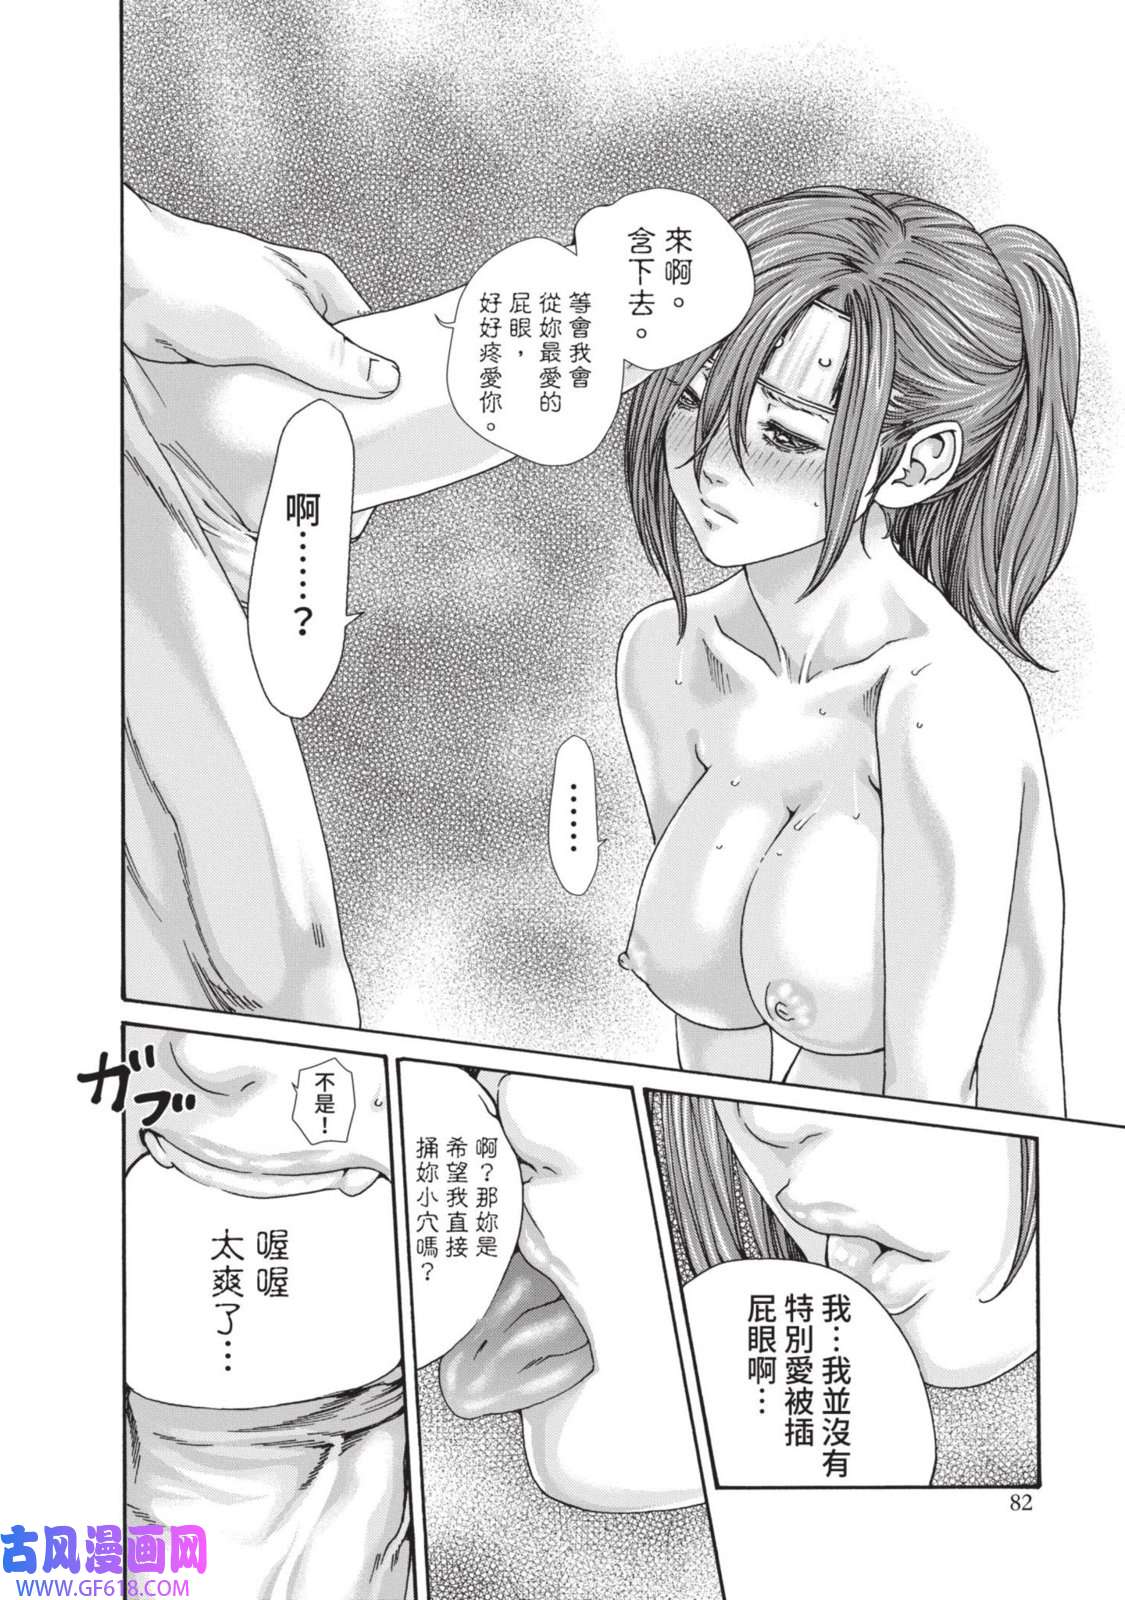 來啊。
含下去。
等會我會
從妳最愛的
屁眼，
好好疼愛你。
啊……？
……
我…我並沒有
特別愛被插
屁眼啊…
啊？那妳是
希望我直接
捅妳小穴嗎？
不是！
ガブ
喔喔
太爽了…
82
古风漫画网
WWW.GF618.COM